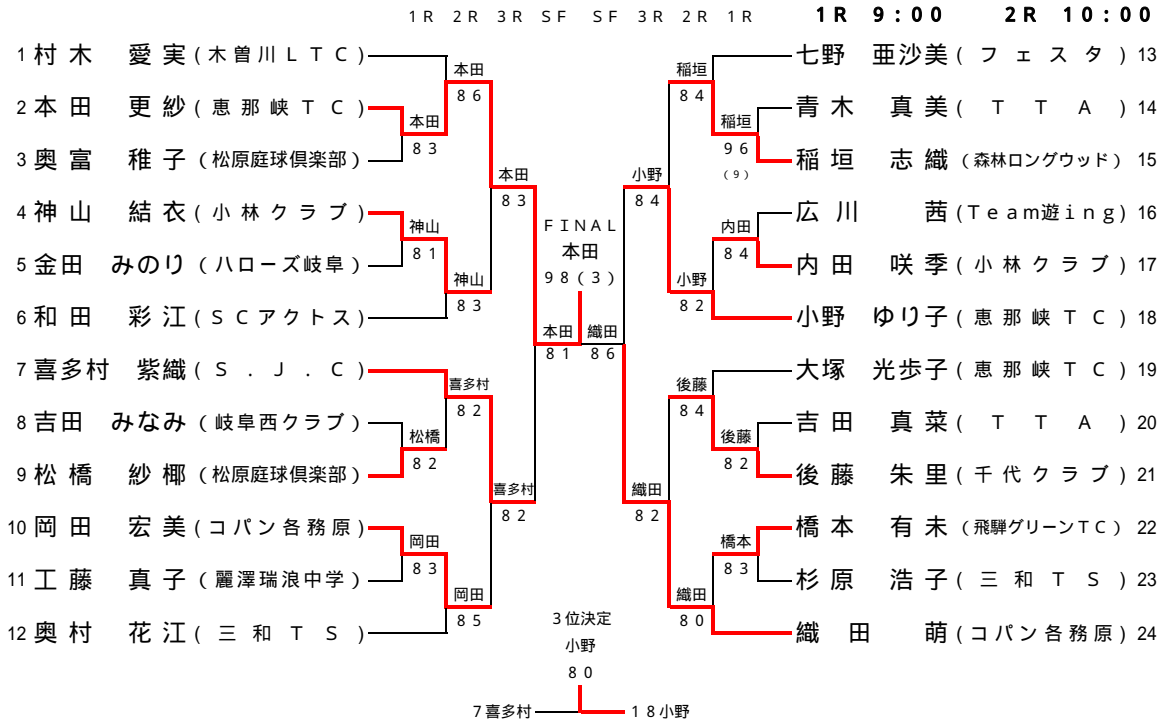 1R 2R 3R SF SF 3R 2R 1R 1R 9:00 2R 10:00
1 村木 愛実 (木曽川LTC)
2 本田 更紗 (恵那峡TC)
3 奥富 稚子 (松原庭球倶楽部)
4 神山 結衣 (小林クラブ)
5 金田 みのり (ハローズ岐阜)
6 和田 彩江 (SCアクトス)
7 喜多村 紫織 (S.J.C)
8 吉田 みなみ (岐阜西クラブ)
9 松橋 紗椰 (松原庭球倶楽部)
10 岡田 宏美 (コパン各務原)
11 工藤 真子 (麗澤瑞浪中学)
12 奥村 花江 (三和TS)
本田
83
神山
81
松橋
82
岡田
83
本田
86
神山
83
喜多村
82
岡田
85
本田
83
喜多村
82
本田
81
FINAL
本田
98(3)
織田
86
小野
84
織田
82
稲垣
84
小野
82
後藤
84
織田
80
稲垣
96
(9)
内田
84
後藤
82
橋本
83
七野 亜沙美 (フェスタ) 13
青木 真美 (TTA) 14
稲垣 志織 (森林ロングウッド) 15
広川 茜 (Team遊ing) 16
内田 咲季 (小林クラブ) 17
小野 ゆり子 (恵那峡TC) 18
大塚 光歩子 (恵那峡TC) 19
吉田 真菜 (TTA) 20
後藤 朱里 (千代クラブ) 21
橋本 有未 (飛騨グリーンTC) 22
杉原 浩子 (三和TS) 23
織田 萌 (コパン各務原) 24
3位決定
小野
80
7喜多村 18小野